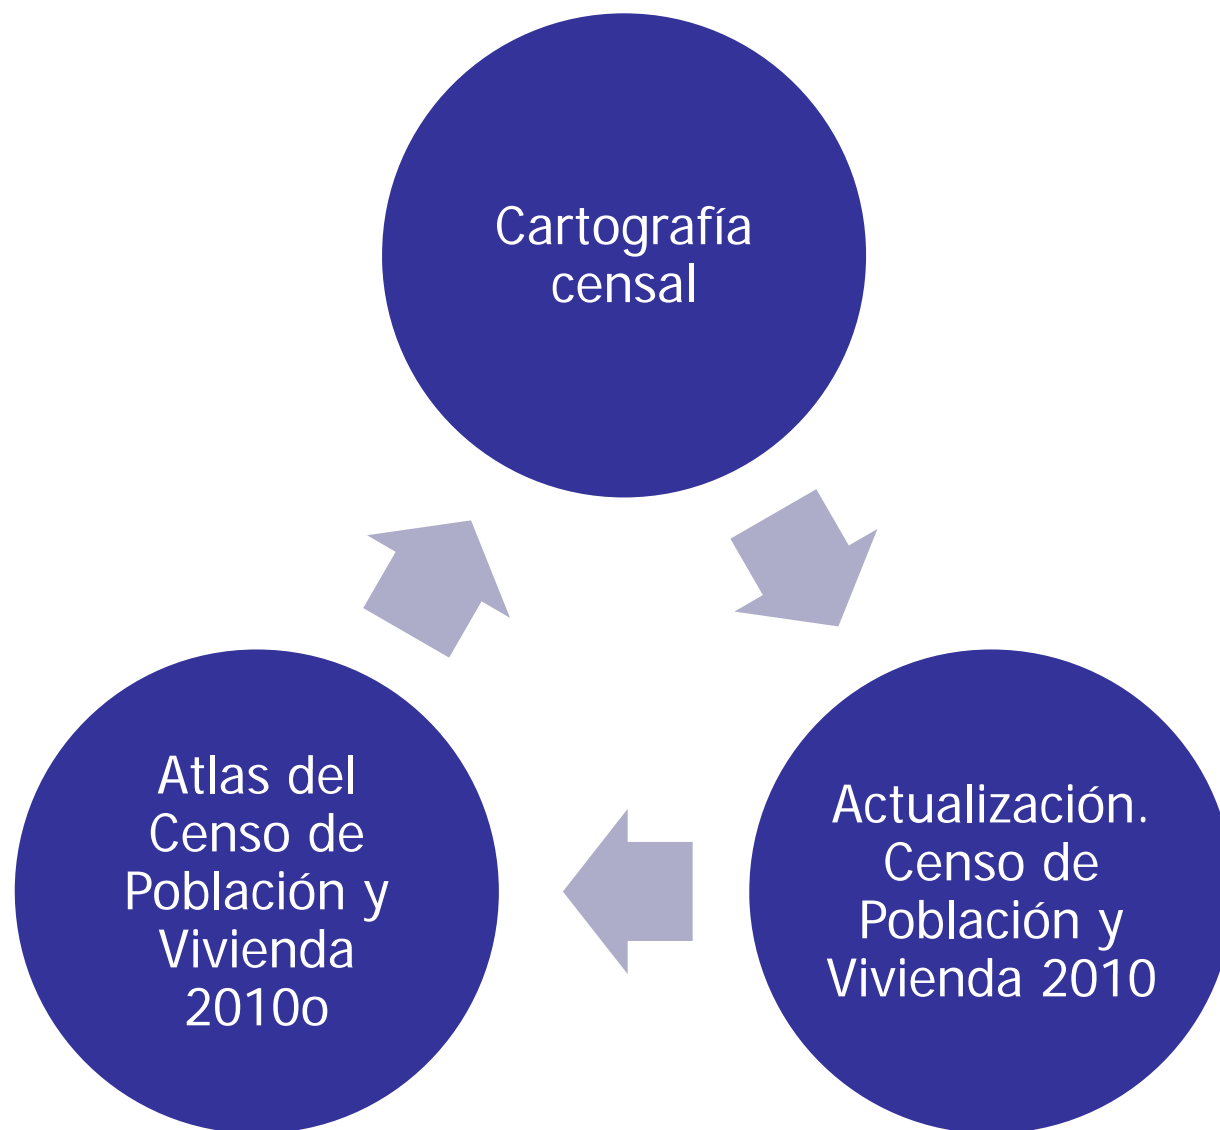 Cartografía
censal
Atlas del
Censo de
Población y
Vivienda
2010o
Actualización.
Censo de
Población y
Vivienda 2010